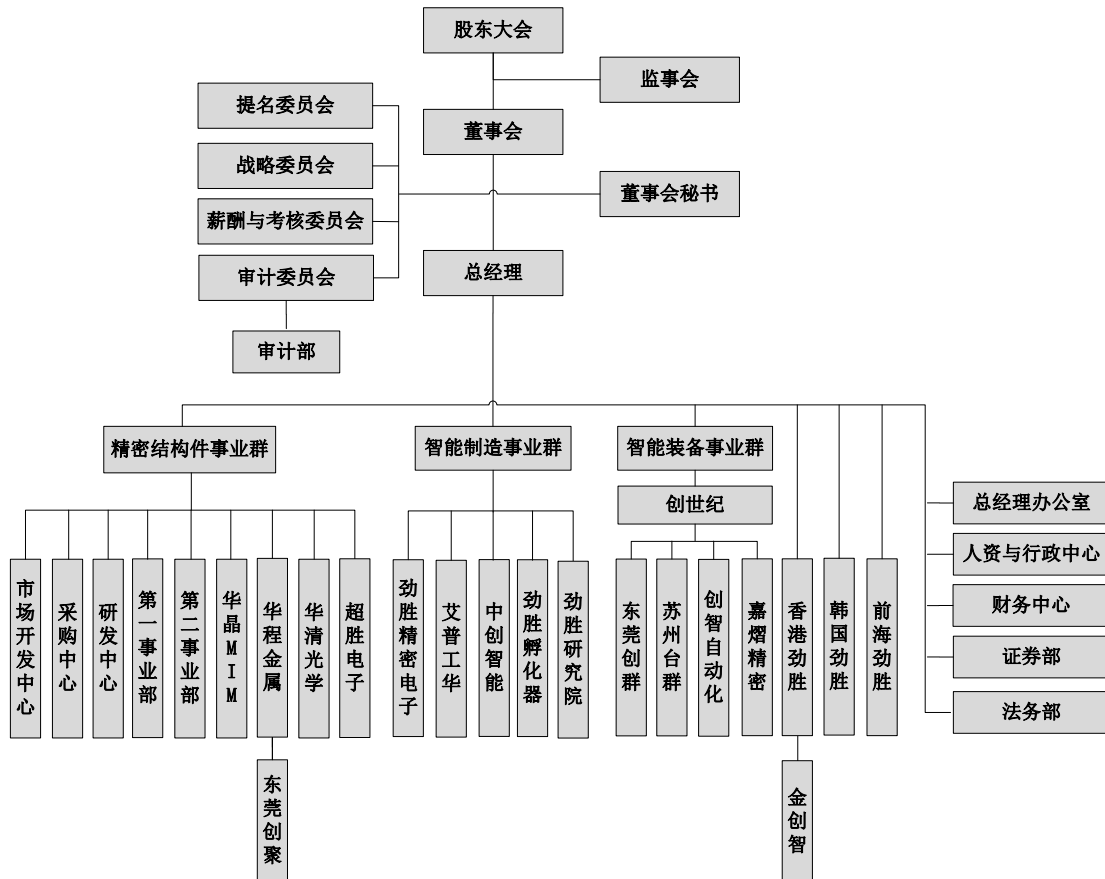 股东大会
监事会
提名委员会
董事会
战略委员会
董事会秘书
薪酬与考核委员会
审计委员会
总经理
审计部
精密结构件事业群
智能制造事业群
智能装备事业群
创世纪
总经理办公室
人资与行政中心
财务中心
证券部
法务部
市场开发中心
采购中心
研发中心
第一事业部
第二事业部
华晶MIM
华程金属
华清光学
超胜电子
劲胜精密电子
艾普工华
中创智能
劲胜孵化器
劲胜研究院
东莞创群
苏州台群
创智自动化
嘉熠精密
香港劲胜
韩国劲胜
前海劲胜
东莞创聚
金创智